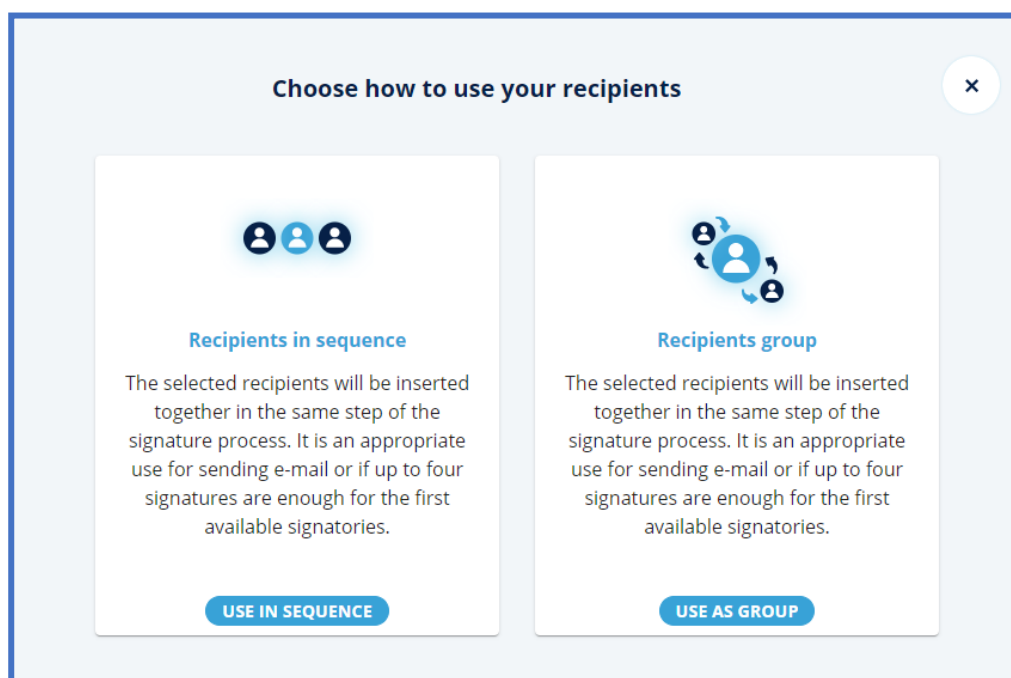 Choose how to use your recipients
×
Recipients in sequence
The selected recipients will be inserted
together in the same step of the
signature process. It is an appropriate
use for sending e-mail or if up to four
signatures are enough for the first
available signatories.
USE IN SEQUENCE
Recipients group
The selected recipients will be inserted
together in the same step of the
signature process. It is an appropriate
use for sending e-mail or if up to four
signatures are enough for the first
available signatories.
USE AS GROUP